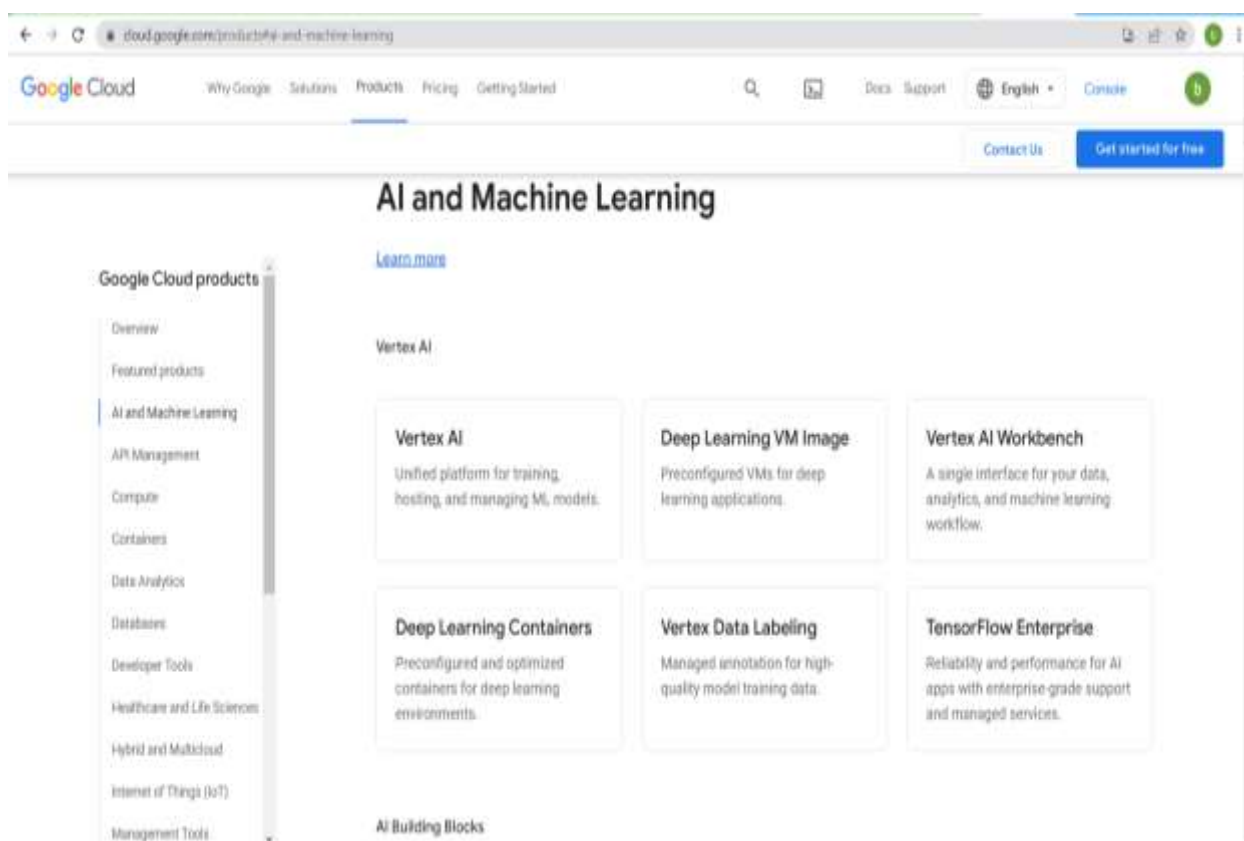 cloud.google.com/products#ai-and-machine-learning
Google Cloud Why Google Solutions Products Pricing Getting Started Docs Support English Console b
Contact Us Get started for free
AI and Machine Learning
Learn more
Google Cloud products
Overview
Featured products
AI and Machine Learning
API Management
Compute
Containers
Data Analytics
Databases
Developer Tools
Healthcare and Life Sciences
Hybrid and Multicloud
Internet of Things (IoT)
Management Tools
Vertex AI
Vertex AI
Unified platform for training,
hosting, and managing ML models.
Deep Learning VM Image
Preconfigured VMs for deep
learning applications.
Vertex AI Workbench
A single interface for your data,
analytics, and machine learning
workflow.
Deep Learning Containers
Preconfigured and optimized
containers for deep learning
environments.
Vertex Data Labeling
Managed annotation for high-
quality model training data.
TensorFlow Enterprise
Reliability and performance for AI
apps with enterprise-grade support
and managed services.
AI Building Blocks